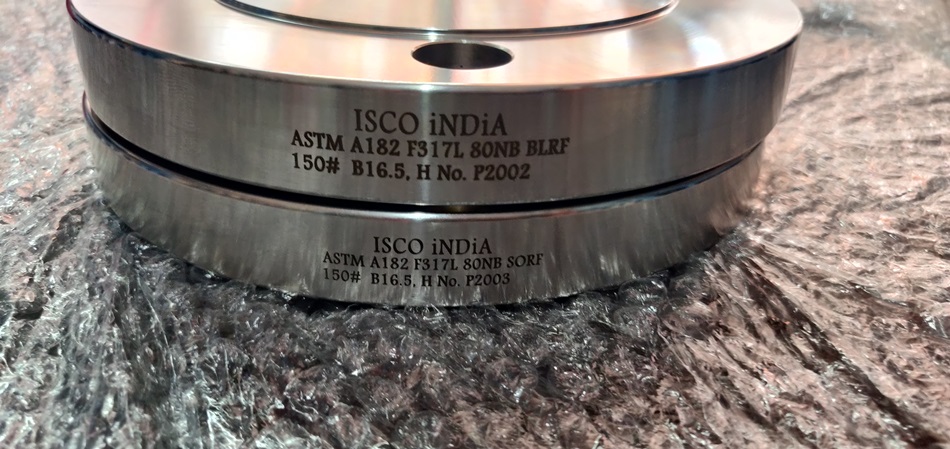 ISCO iNDiA
ASTM A182 F317L 80NB BLRF
150# B16.5, H No. P2002
ISCO iNDiA
ASTM A182 F317L 80NB SORF
150# B16.5, H No. P2003